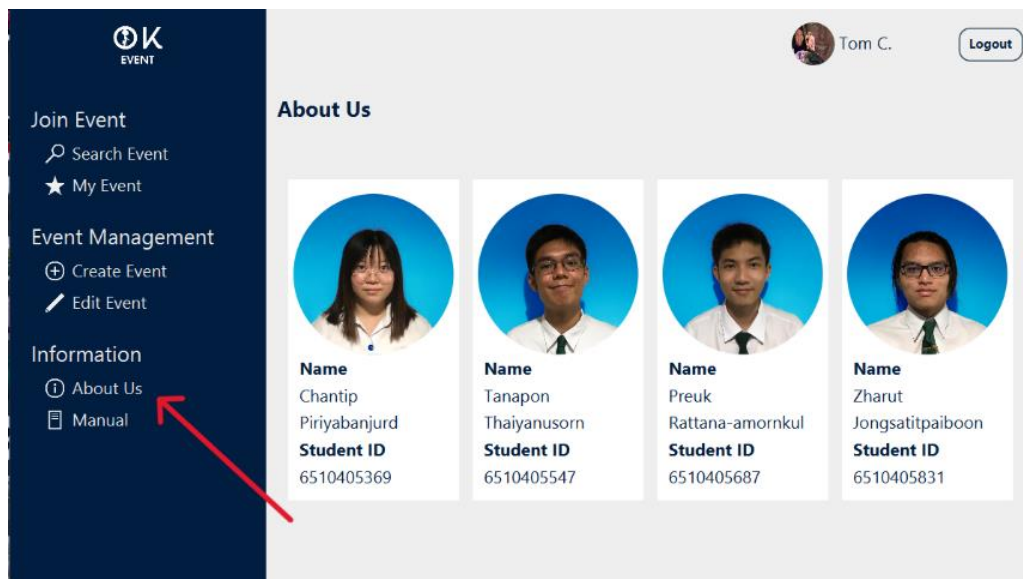 OK
EVENT
Tom C.
Logout
Join Event
Search Event
My Event
Event Management
Create Event
Edit Event
Information
About Us
Manual
About Us
Name
Chantip
Piriyabanjurd
Student ID
6510405369
Name
Tanapon
Thaiyanusorn
Student ID
6510405547
Name
Preuk
Rattana-amornkul
Student ID
6510405687
Name
Zharut
Jongsatitpaiboon
Student ID
6510405831